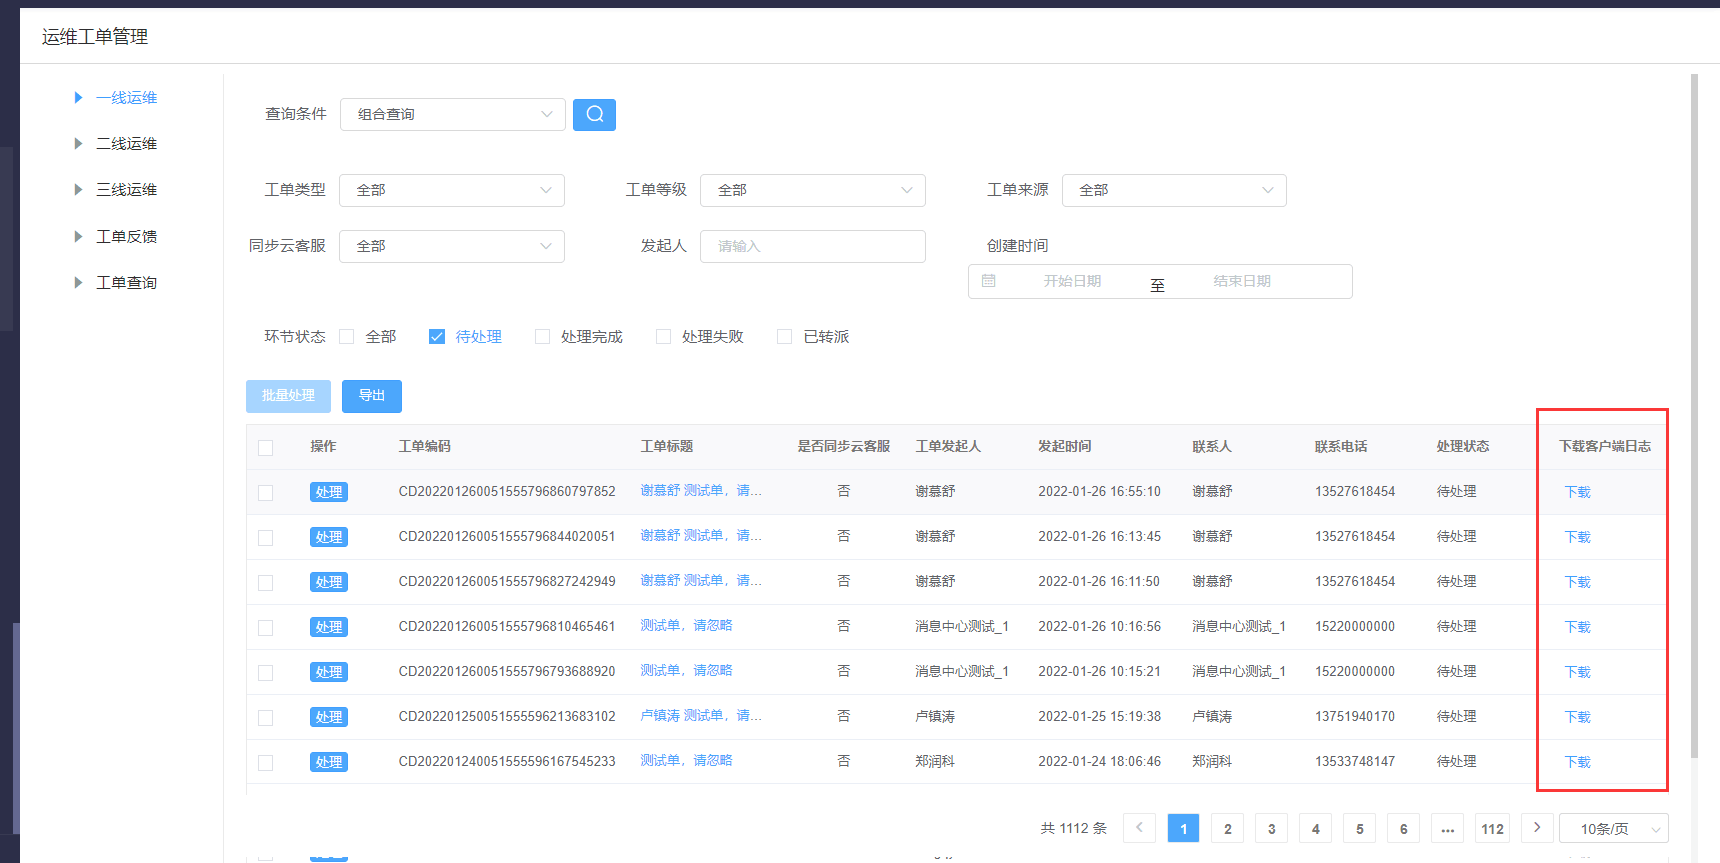 运维工单管理
一线运维
二线运维
三线运维
工单反馈
工单查询
查询条件 组合查询
工单类型 全部 工单等级 全部 工单来源 全部
同步云客服 全部 发起人 请输入 创建时间
开始日期 至 结束日期
环节状态 全部 待处理 处理完成 处理失败 已转派
批量处理 导出
操作 工单编码 工单标题 是否同步云客服 工单发起人 发起时间 联系人 联系电话 处理状态 下载客户端日志
处理 CD20220126005155579686079785​2 谢慕舒 测试单，请... 否 谢慕舒 2022-01-26 16:55:10 谢慕舒 13527618454 待处理 下载
处理 CD202201260051555796844020051 谢慕舒 测试单，请... 否 谢慕舒 2022-01-26 16:13:45 谢慕舒 13527618454 待处理 下载
处理 CD202201260051555796827242949 谢慕舒 测试单，请... 否 谢慕舒 2022-01-26 16:11:50 谢慕舒 13527618454 待处理 下载
处理 CD202201260051555796810465461 测试单，请忽略 否 消息中心测试_1 2022-01-26 10:16:56 消息中心测试_1 15220000000 待处理 下载
处理 CD202201260051555796793688920 测试单，请忽略 否 消息中心测试_1 2022-01-26 10:15:21 消息中心测试_1 15220000000 待处理 下载
处理 CD202201250051555596213683102 卢镇涛 测试单，请... 否 卢镇涛 2022-01-25 15:19:38 卢镇涛 13751940170 待处理 下载
处理 CD202201240051555596167545233 测试单，请忽略 否 郑润科 2022-01-24 18:06:46 郑润科 13533748147 待处理 下载
共 1112 条 1 2 3 4 5 6 ... 112 10条/页